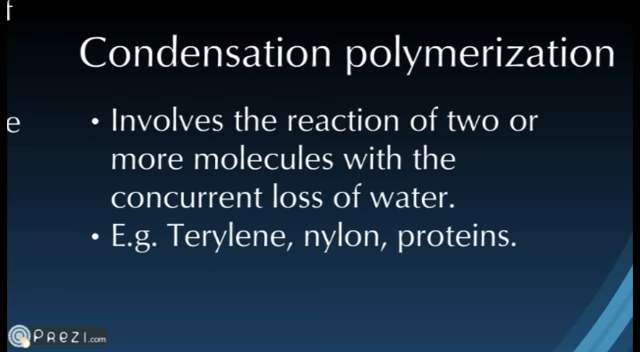 Condensation polymerization
• Involves the reaction of two or
more molecules with the
concurrent loss of water.
e
• E.g. Terylene, nylon, proteins.
PREZI.com